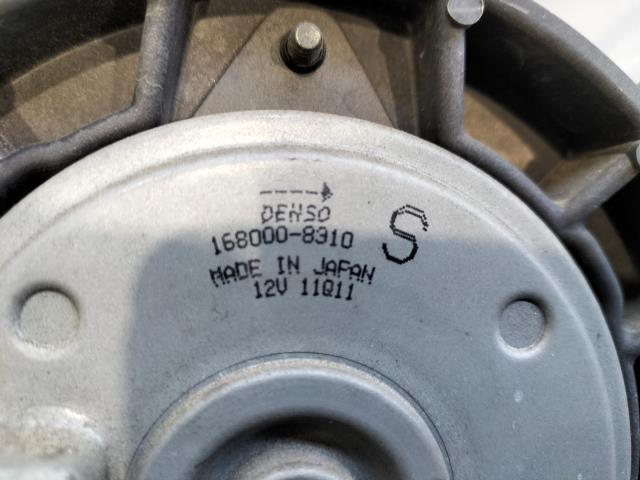 DENSO
168000-8310
S
MADE IN JAPAN
12V 11Q11